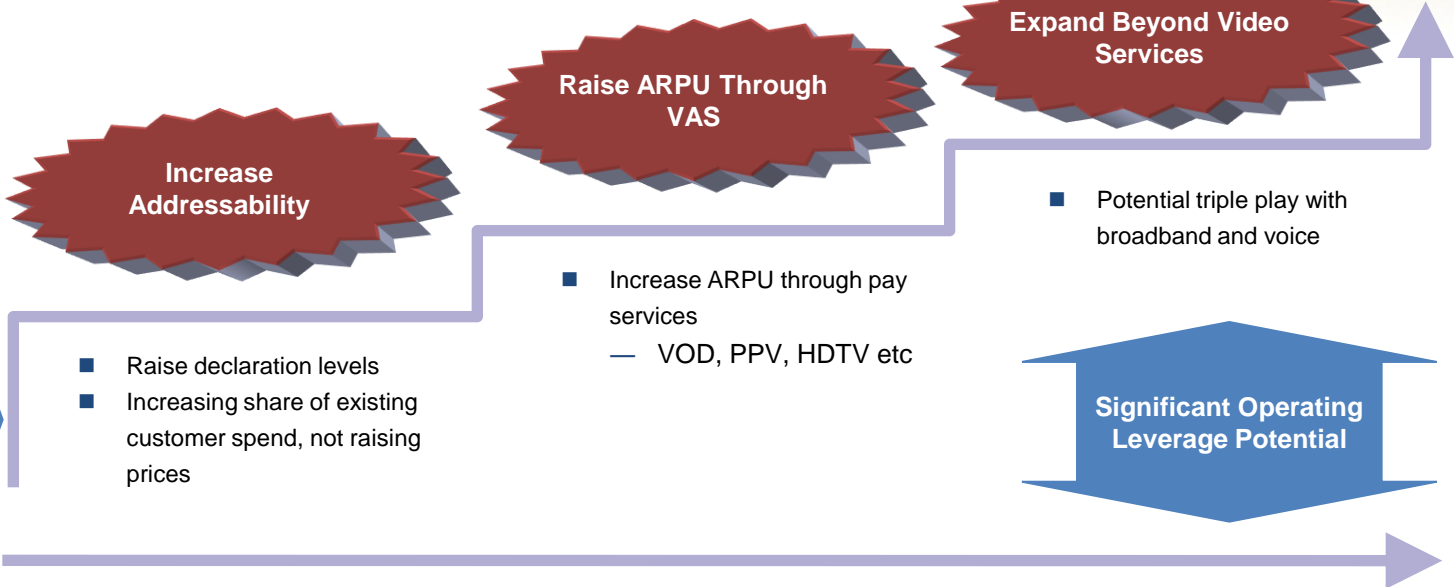 Increase
Addressability
Raise declaration levels
Increasing share of existing
customer spend, not raising
prices
Raise ARPU Through
VAS
Increase ARPU through pay
services
— VOD, PPV, HDTV etc
Expand Beyond Video
Services
Potential triple play with
broadband and voice
Significant Operating
Leverage Potential